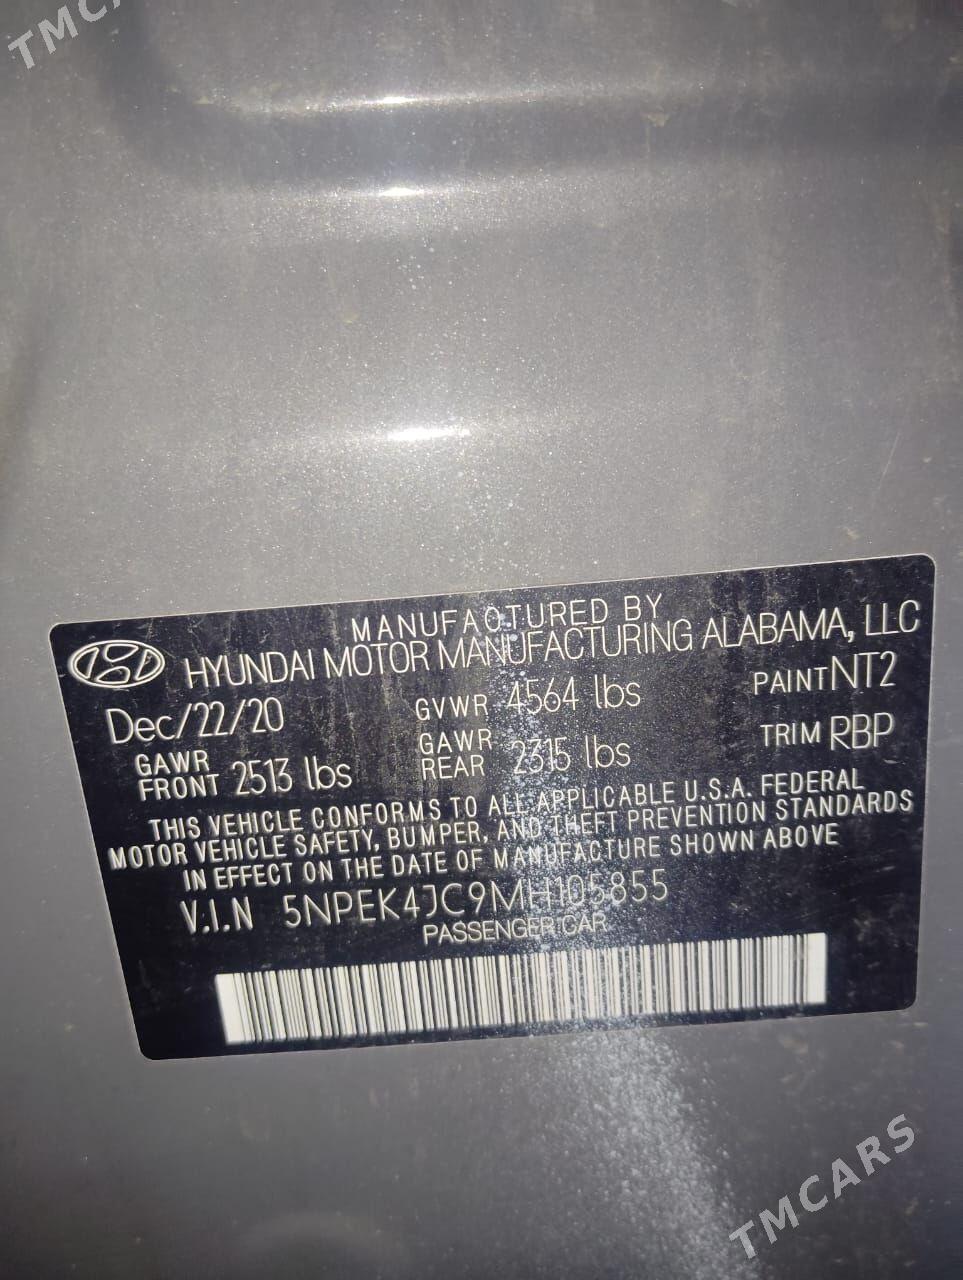 TMCA
MANUFACTURED BY
HYUNDAI MOTOR MANUFACTURING ALABAMA, LLC
Dec/22/20 GVWR 4564 lbs PAINT NT2
GAWR FRONT 2513 lbs GAWR REAR 2315 lbs TRIM RBP
THIS VEHICLE CONFORMS TO ALL APPLICABLE U.S.A. FEDERAL
MOTOR VEHICLE SAFETY, BUMPER, AND THEFT PREVENTION STANDARDS
IN EFFECT ON THE DATE OF MANUFACTURE SHOWN ABOVE
V.I.N 5NPEK4JC9MH105855
PASSENGER CAR
TMCARS